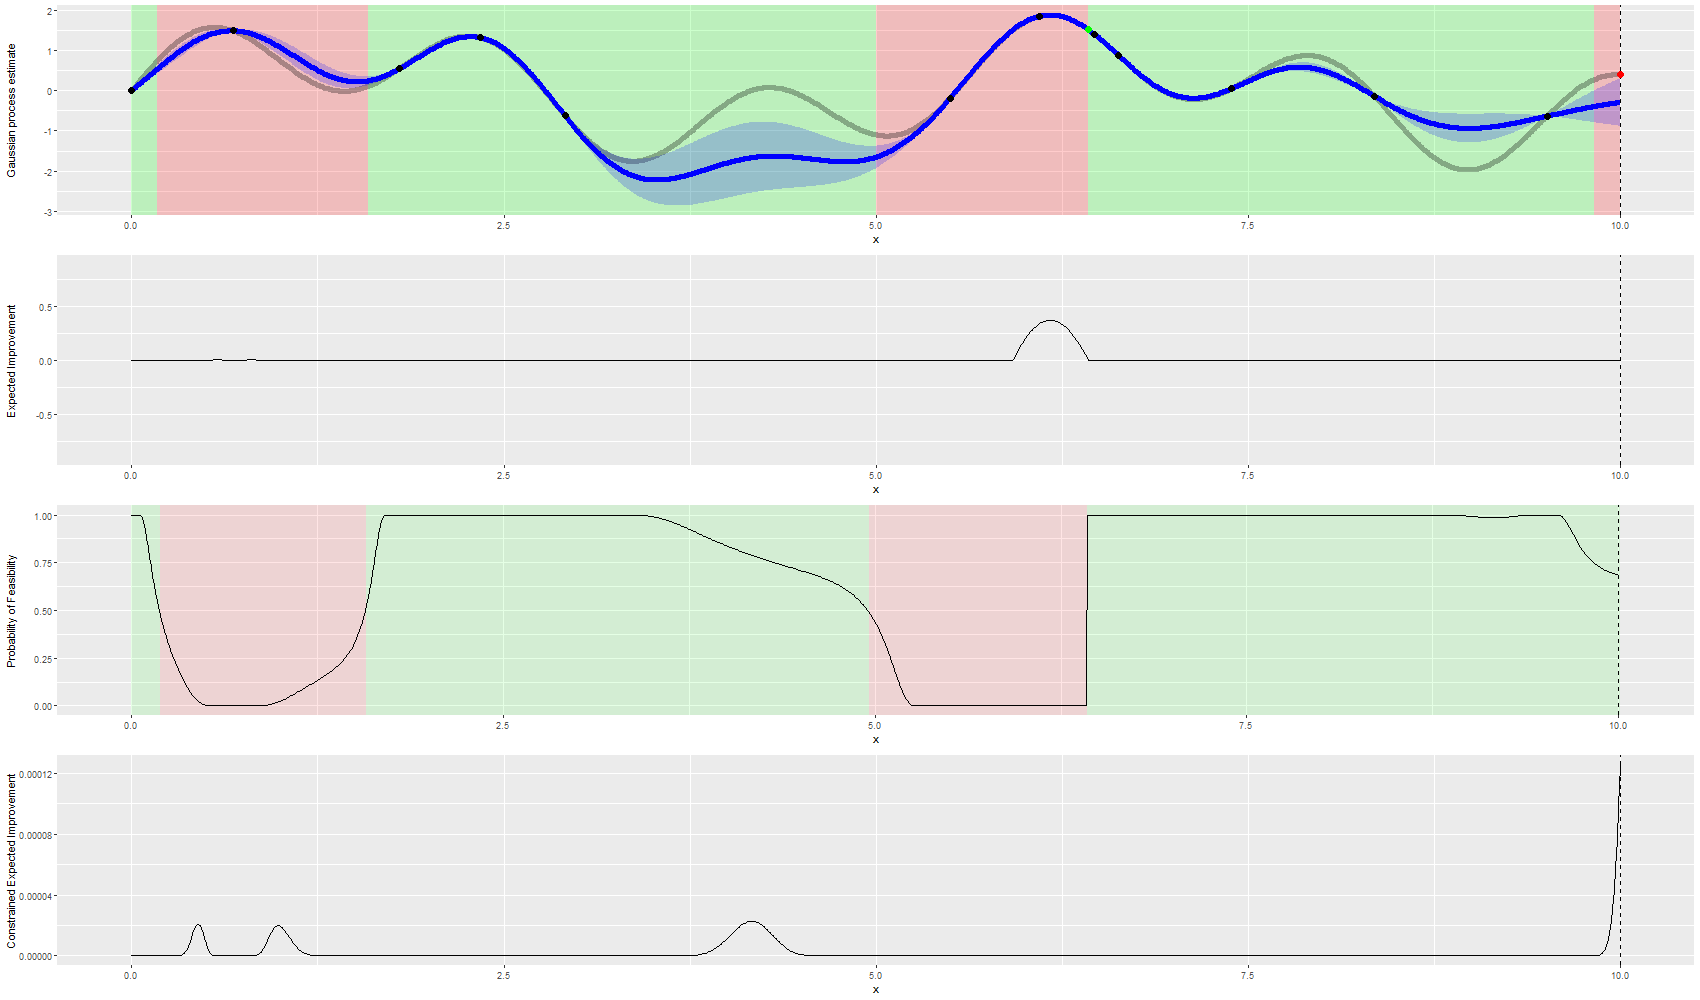 Gaussian process estimate
2
1
0
-1
-2
-3
0.0 2.5 5.0 7.5 10.0
x
Expected Improvement
0.5
0.0
-0.5
0.0 2.5 5.0 7.5 10.0
x
Probability of Feasibility
1.00
0.75
0.50
0.25
0.00
0.0 2.5 5.0 7.5 10.0
x
Constrained Expected Improvement
0.00012
0.00008
0.00004
0.00000
0.0 2.5 5.0 7.5 10.0
x